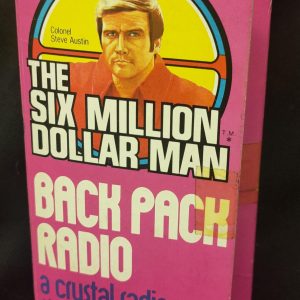 Colonel
Steve Austin
THE
SIX MILLION
DOLLAR MAN
T.M.
*
BACK PACK
RADIO
a crystal radio